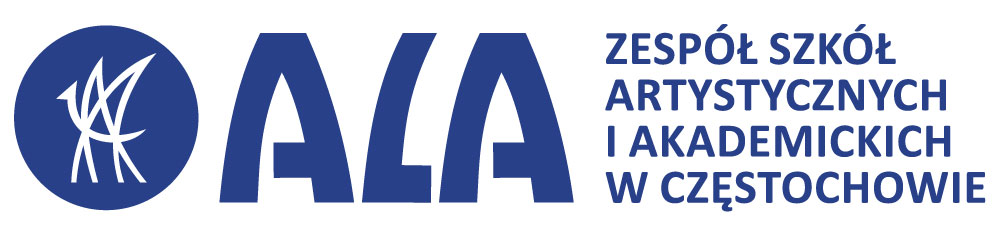 ALA
ZESPÓŁ SZKÓŁ
ARTYSTYCZNYCH
I AKADEMICKICH
W CZĘSTOCHOWIE